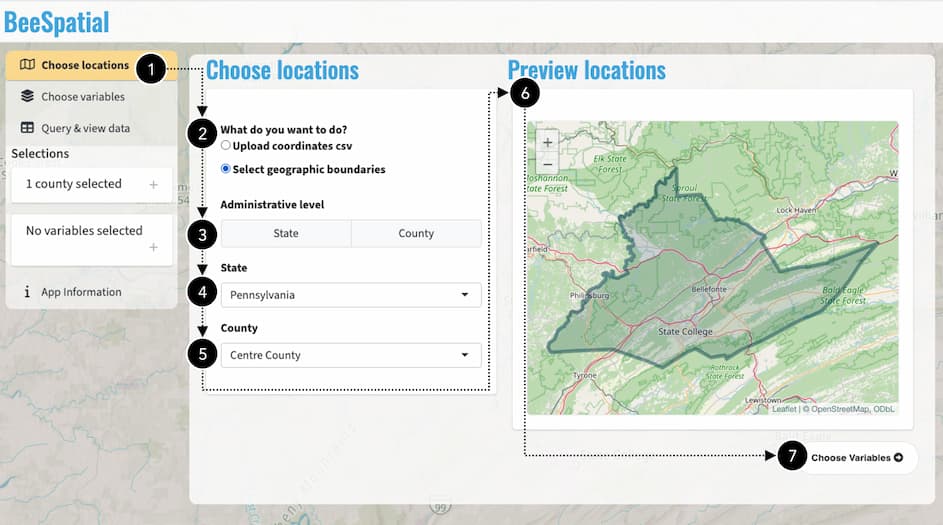 BeeSpatial
Choose locations
1
Choose variables
Query & view data
Selections
1 county selected +
No variables selected
+
i App Information
Choose locations
2
What do you want to do?
Upload coordinates csv
Select geographic boundaries
Administrative level
3
State County
State
4
Pennsylvania
County
5
Centre County
Preview locations
6
+
−
Elk State
Forest
Moshannon
State Forest
Sproul
State Forest
Lock Haven
Philipsburg
Bellefonte
Bald Eagle
State Forest
State College
Tyrone
Rothrock
State Forest
Lewistown
Leaflet | © OpenStreetMap, ODbL
7
Choose Variables
99